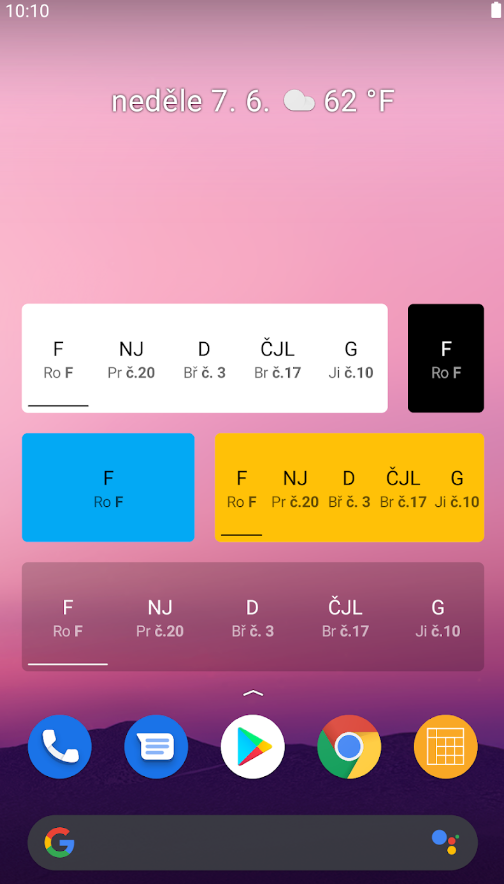 10:10
neděle 7. 6. 62 °F
F NJ D ČJL G
Ro F Pr č.20 Bř č. 3 Br č.17 Ji č.10
F
Ro F
F
Ro F
F NJ D ČJL G
Ro F Pr č.20 Bř č. 3 Br č.17 Ji č.10
F NJ D ČJL G
Ro F Pr č.20 Bř č. 3 Br č.17 Ji č.10